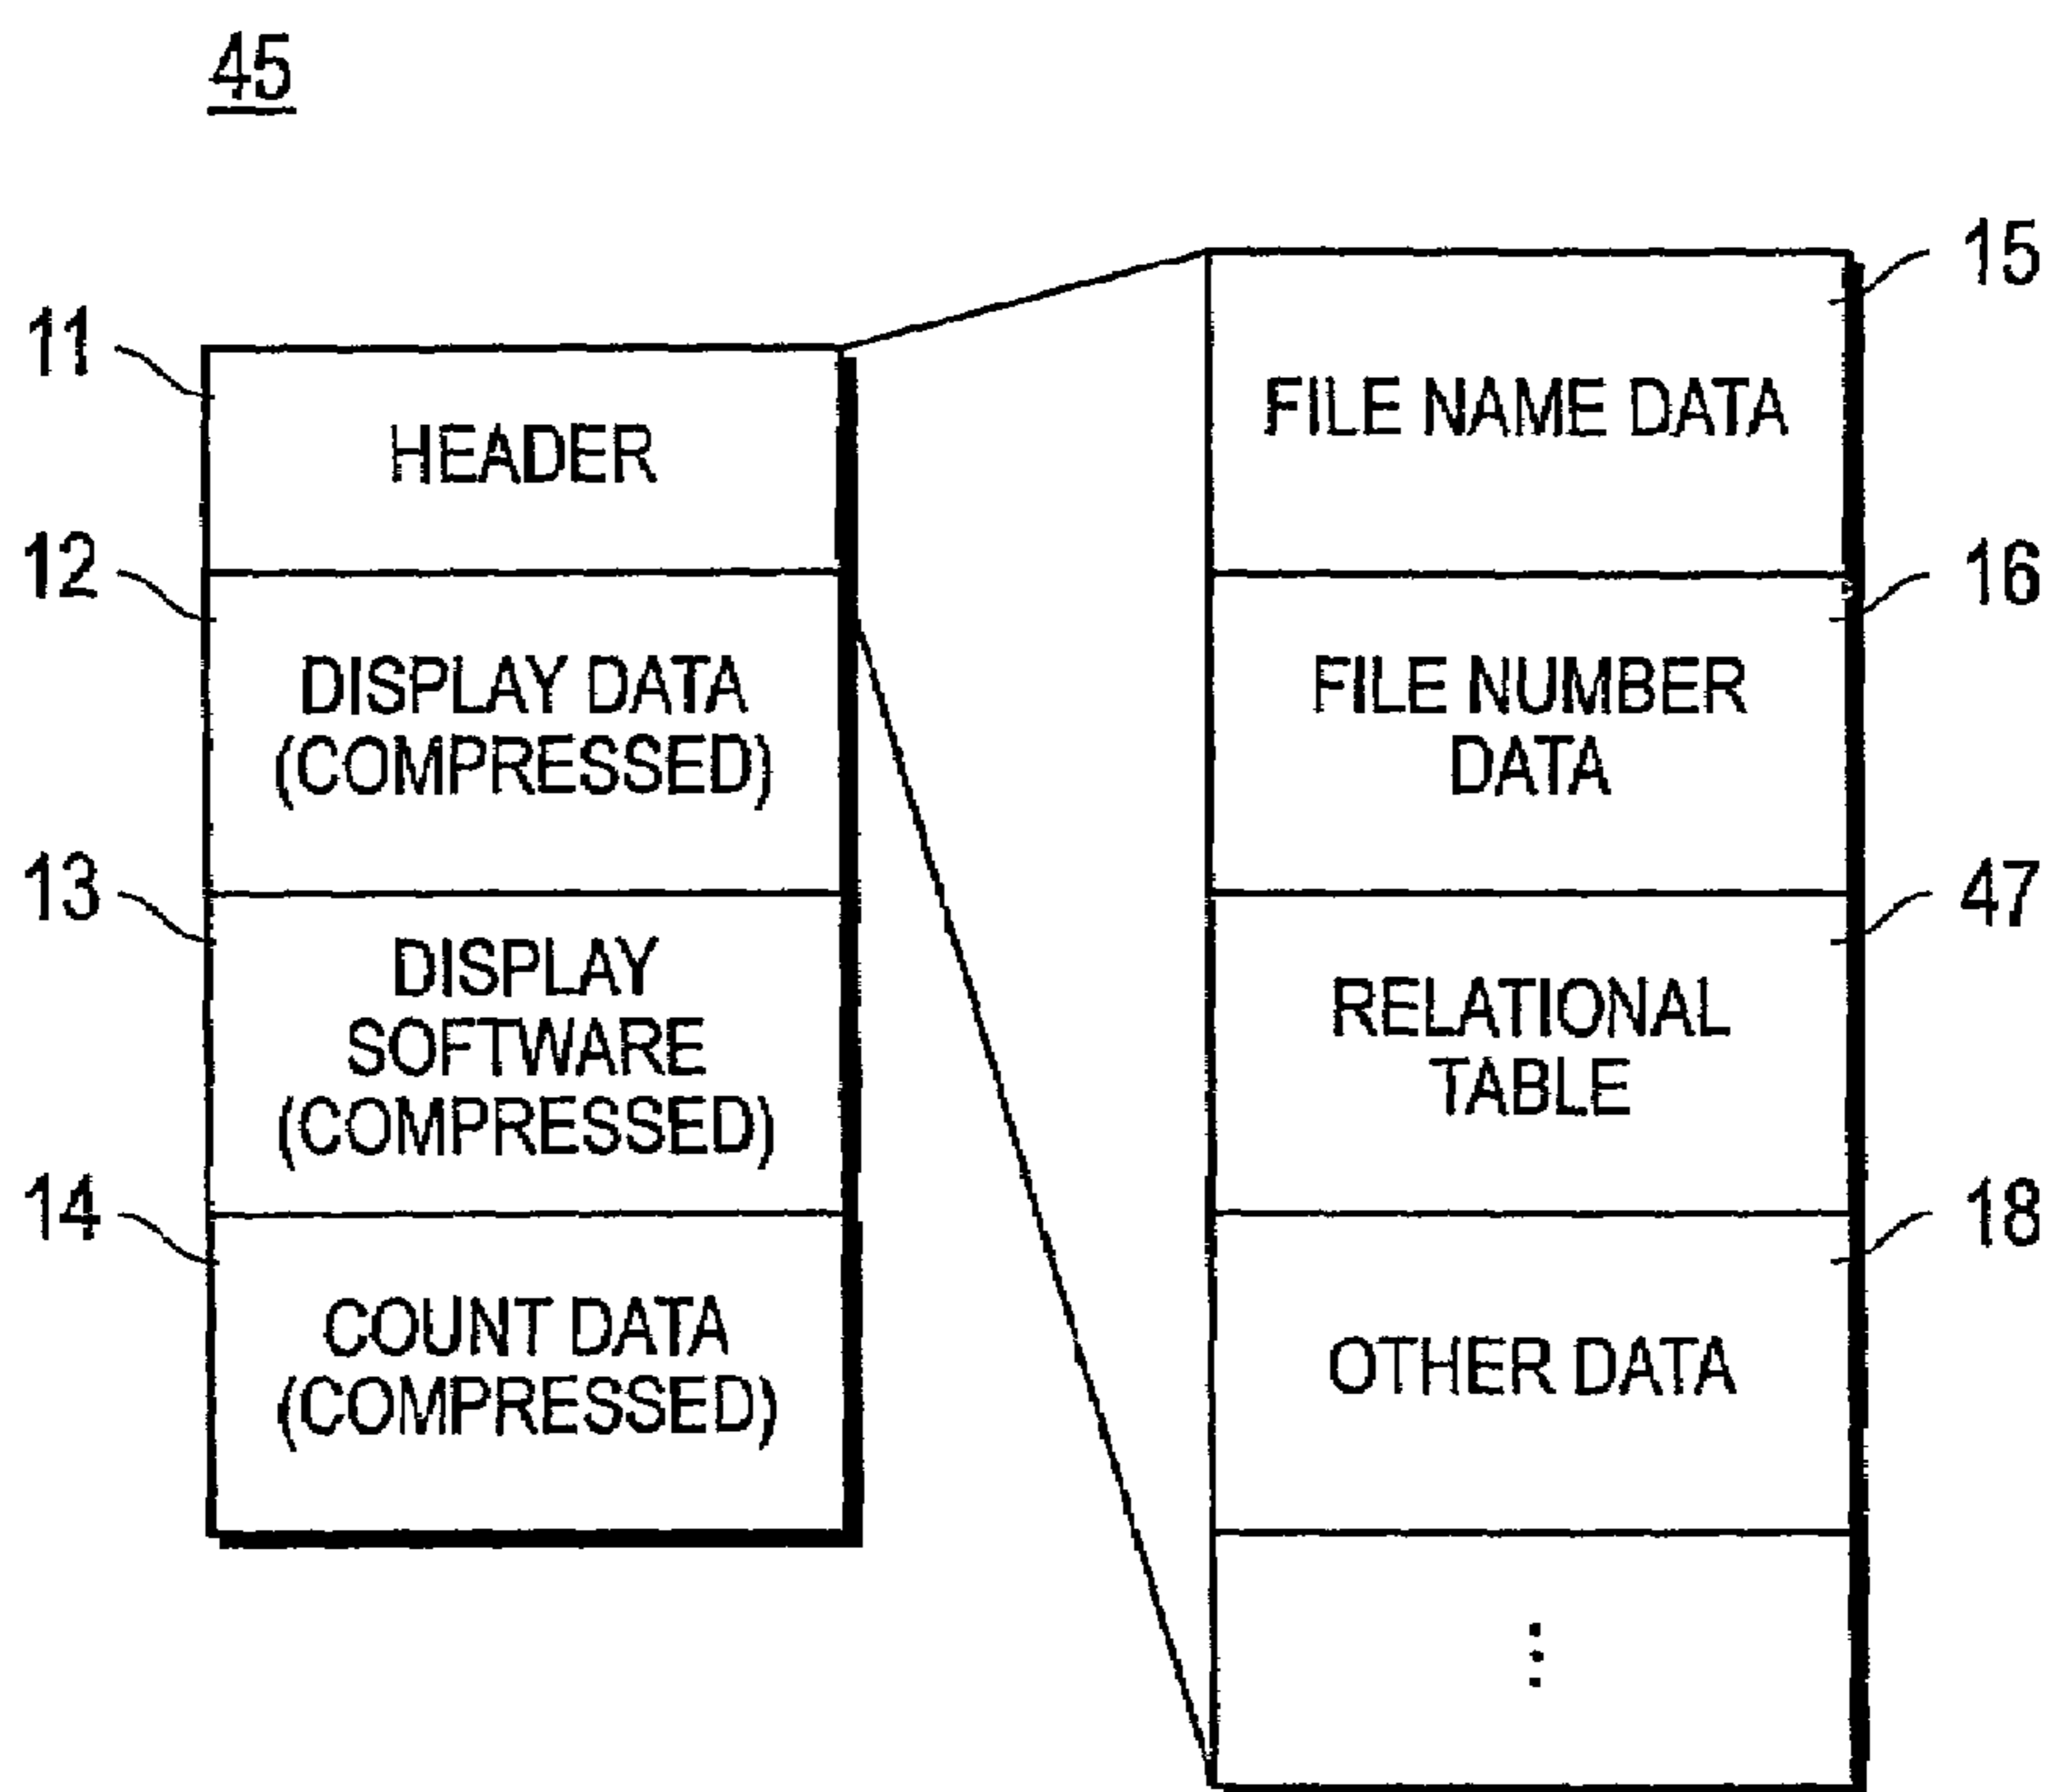 45
11
HEADER
12
DISPLAY DATA
(COMPRESSED)
13
DISPLAY
SOFTWARE
(COMPRESSED)
14
COUNT DATA
(COMPRESSED)
15
FILE NAME DATA
16
FILE NUMBER
DATA
47
RELATIONAL
TABLE
18
OTHER DATA
⋮